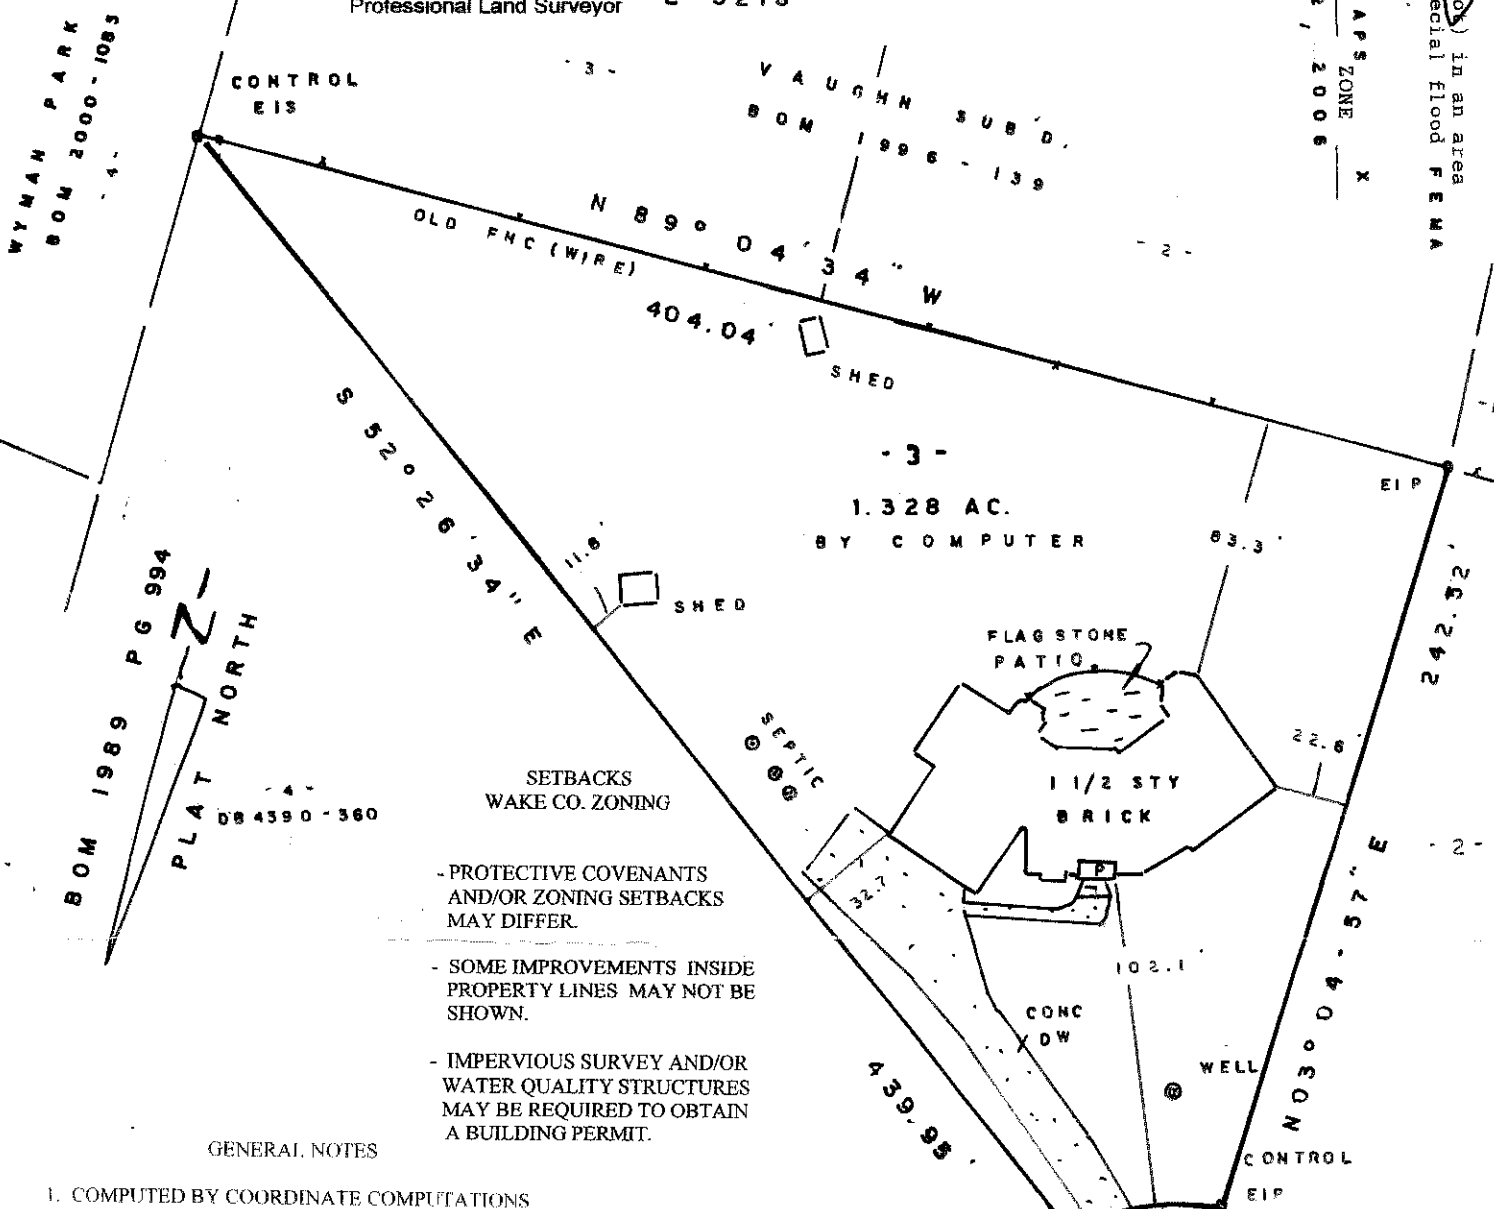 Professional Land Surveyor
WYMAN PARK
BOM 2000-1083
- 4 -
CONTROL
EIS
- 3 -
VAUGHN SUB'D.
BOM 1996-139
ZONE X
2006
in an area
flood FEMA
N 89° 04' 34" W
OLD FNC (WIRE)
404.04'
- 2 -
SHED
- 3 -
1.328 AC.
BY COMPUTER
EIP
83.3'
242.32'
S 52° 26' 34" E
11.6'
SHED
BOM 1989 PG 994
PLAT NORTH
Z
FLAGSTONE
PATIO
22.6'
SEPTIC
1 1/2 STY
BRICK
P
- 4 -
DB 4390-360
SETBACKS
WAKE CO. ZONING
- PROTECTIVE COVENANTS
AND/OR ZONING SETBACKS
MAY DIFFER.
- SOME IMPROVEMENTS INSIDE
PROPERTY LINES MAY NOT BE
SHOWN.
- IMPERVIOUS SURVEY AND/OR
WATER QUALITY STRUCTURES
MAY BE REQUIRED TO OBTAIN
A BUILDING PERMIT.
32.7'
102.1'
CONC
DW
WELL
N03°04-57"E
- 2 -
439.95'
CONTROL
EIP
GENERAL NOTES
1. COMPUTED BY COORDINATE COMPUTATIONS